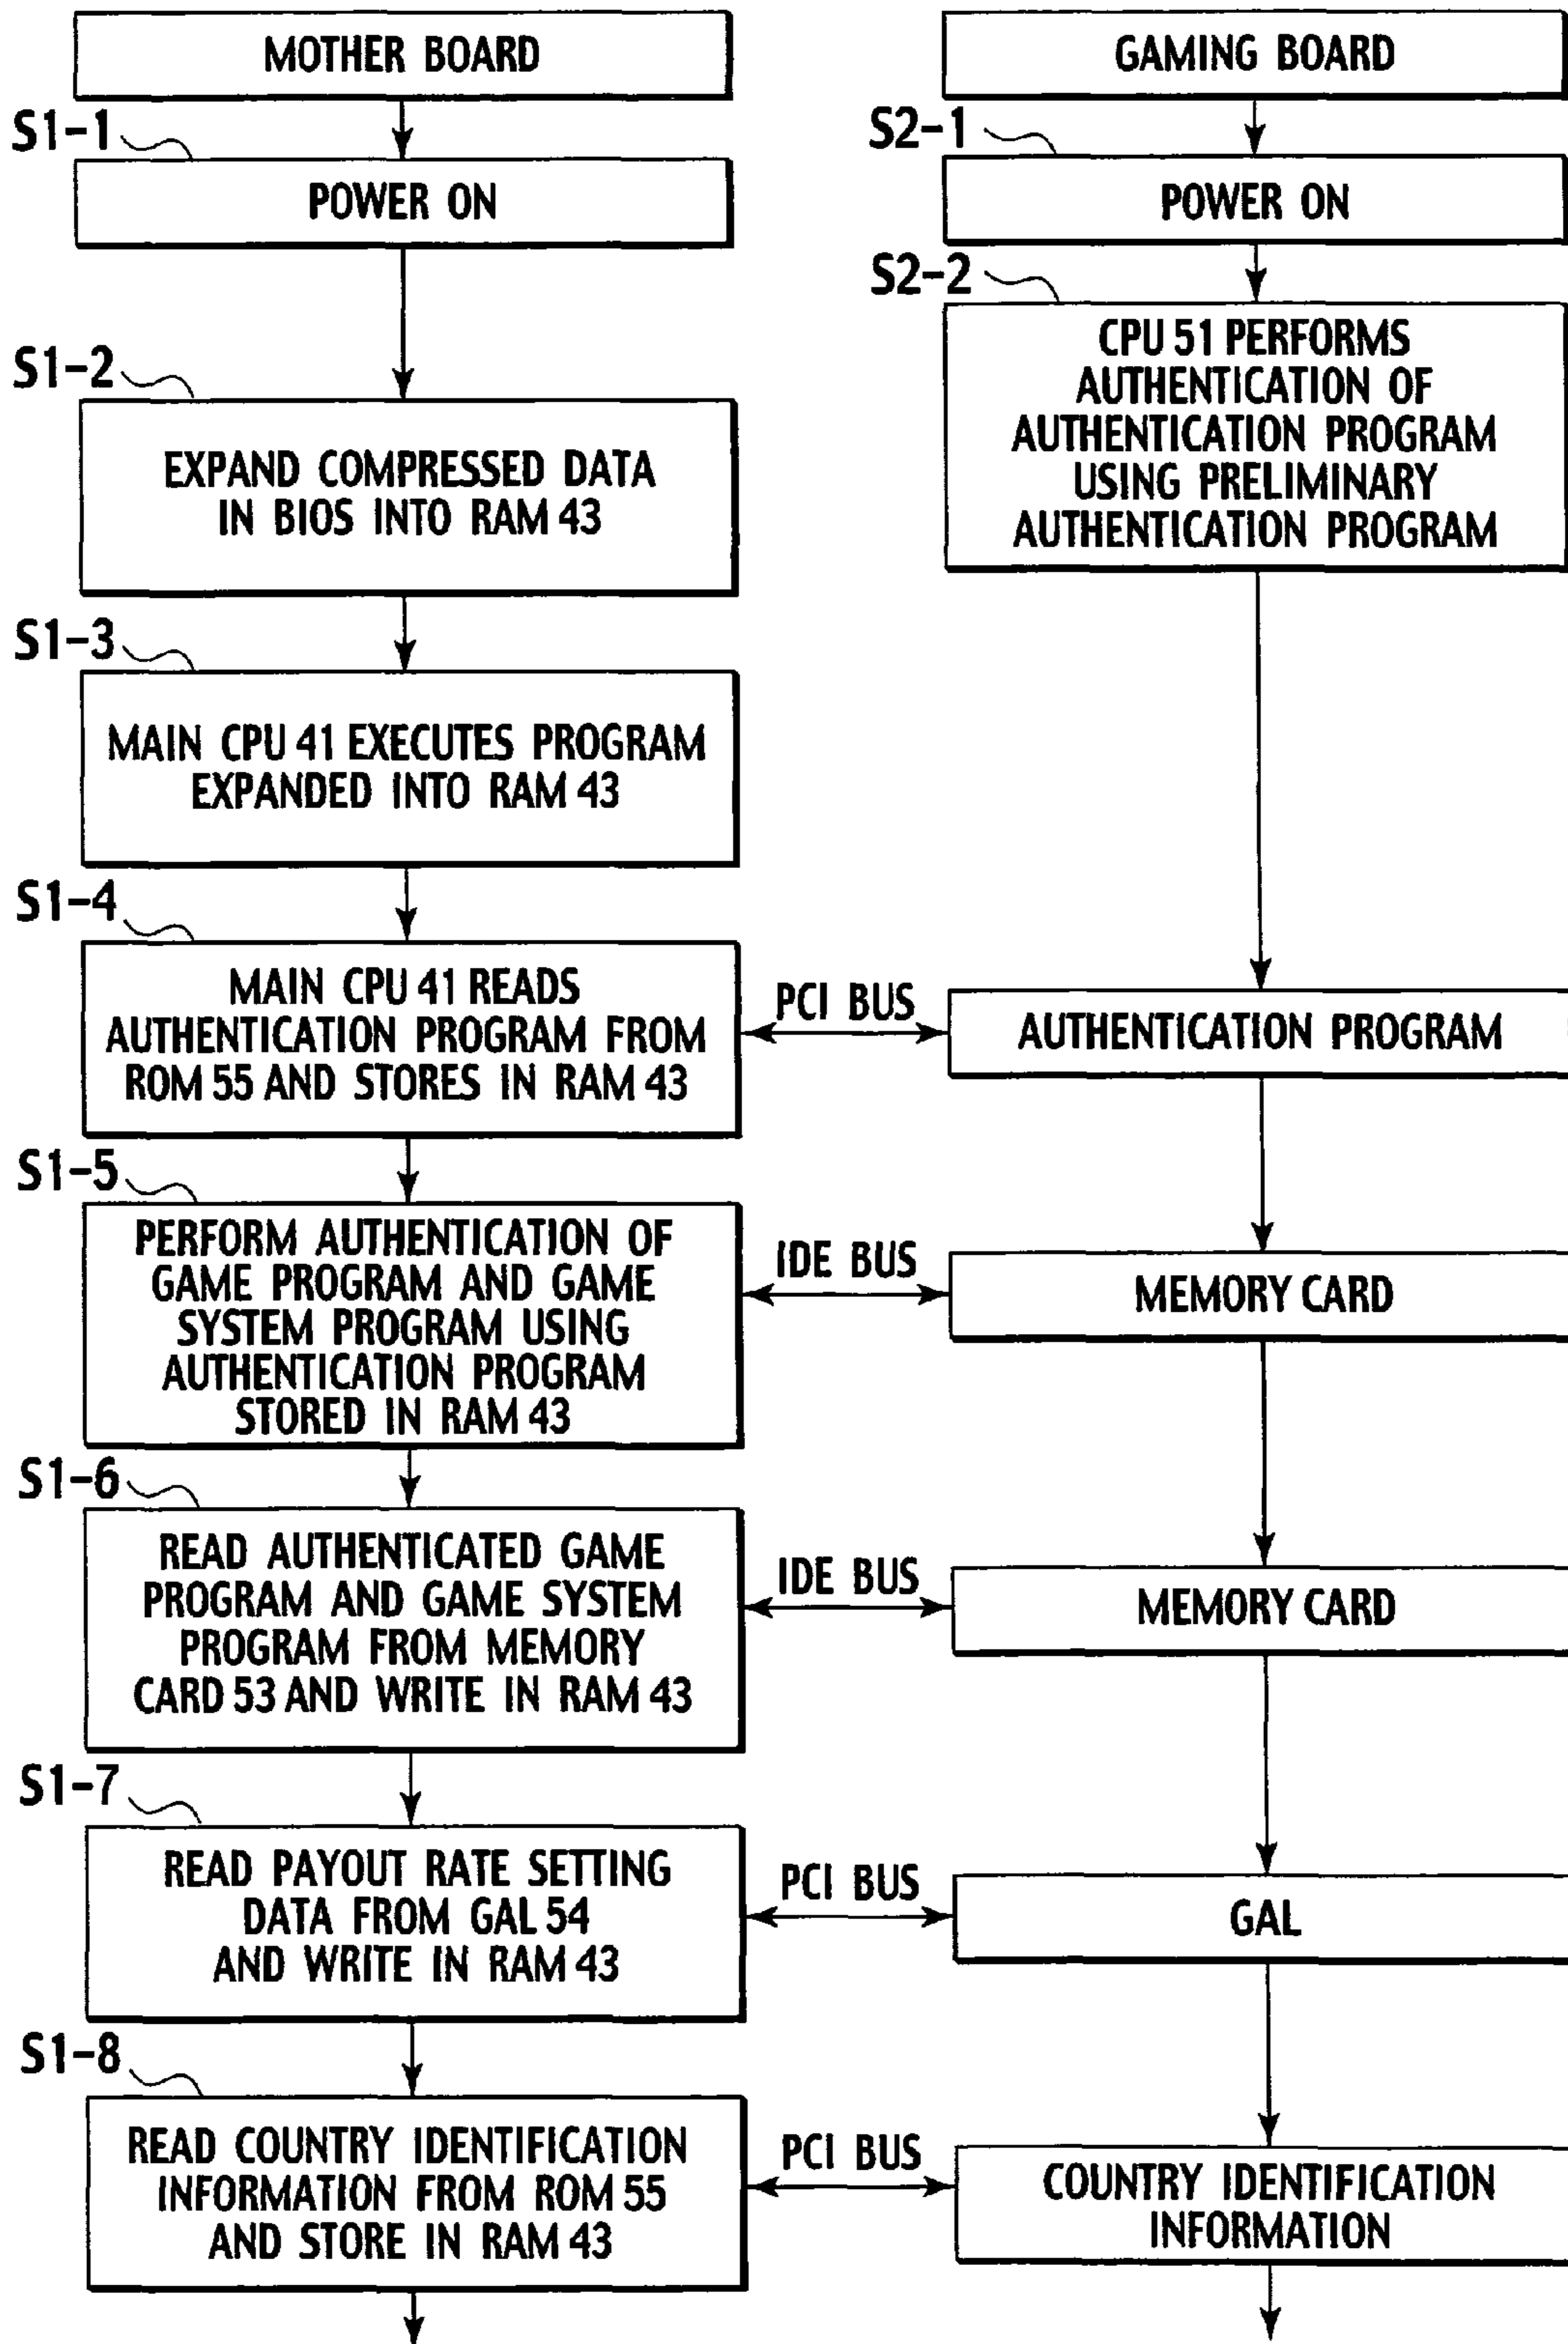 MOTHER BOARD
GAMING BOARD
S1-1
S2-1
POWER ON
POWER ON
S2-2
CPU 51 PERFORMS
AUTHENTICATION OF
AUTHENTICATION PROGRAM
USING PRELIMINARY
AUTHENTICATION PROGRAM
S1-2
EXPAND COMPRESSED DATA
IN BIOS INTO RAM 43
S1-3
MAIN CPU 41 EXECUTES PROGRAM
EXPANDED INTO RAM 43
S1-4
MAIN CPU 41 READS
AUTHENTICATION PROGRAM FROM
ROM 55 AND STORES IN RAM 43
PCI BUS
AUTHENTICATION PROGRAM
S1-5
PERFORM AUTHENTICATION OF
GAME PROGRAM AND GAME
SYSTEM PROGRAM USING
AUTHENTICATION PROGRAM
STORED IN RAM 43
IDE BUS
MEMORY CARD
S1-6
READ AUTHENTICATED GAME
PROGRAM AND GAME SYSTEM
PROGRAM FROM MEMORY
CARD 53 AND WRITE IN RAM 43
IDE BUS
MEMORY CARD
S1-7
READ PAYOUT RATE SETTING
DATA FROM GAL 54
AND WRITE IN RAM 43
PCI BUS
GAL
S1-8
READ COUNTRY IDENTIFICATION
INFORMATION FROM ROM 55
AND STORE IN RAM 43
PCI BUS
COUNTRY IDENTIFICATION
INFORMATION